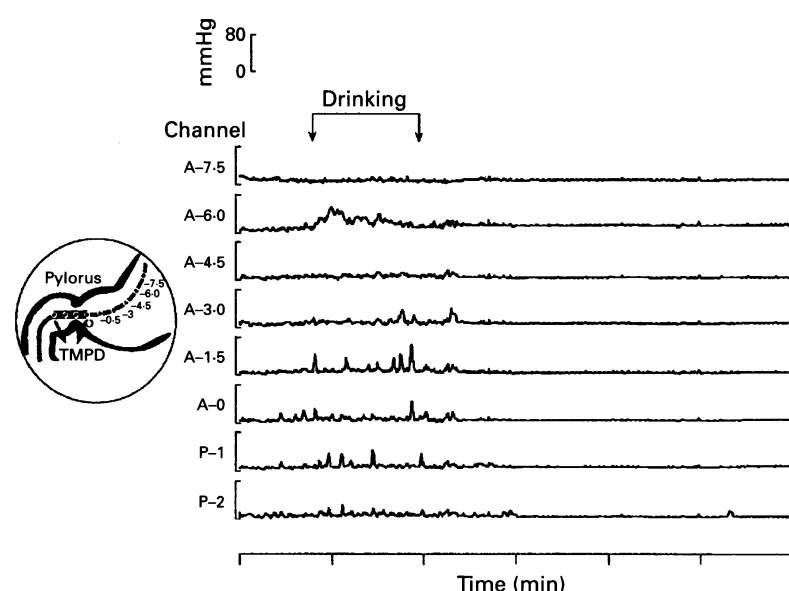 mmHg
80
0
Drinking
Channel
A–7·5
A–6·0
A–4·5
A–3·0
A–1·5
A–0
P–1
P–2
Pylorus
–7·5
–6·0
–4·5
–3
–0·5
TMPD
Time (min)